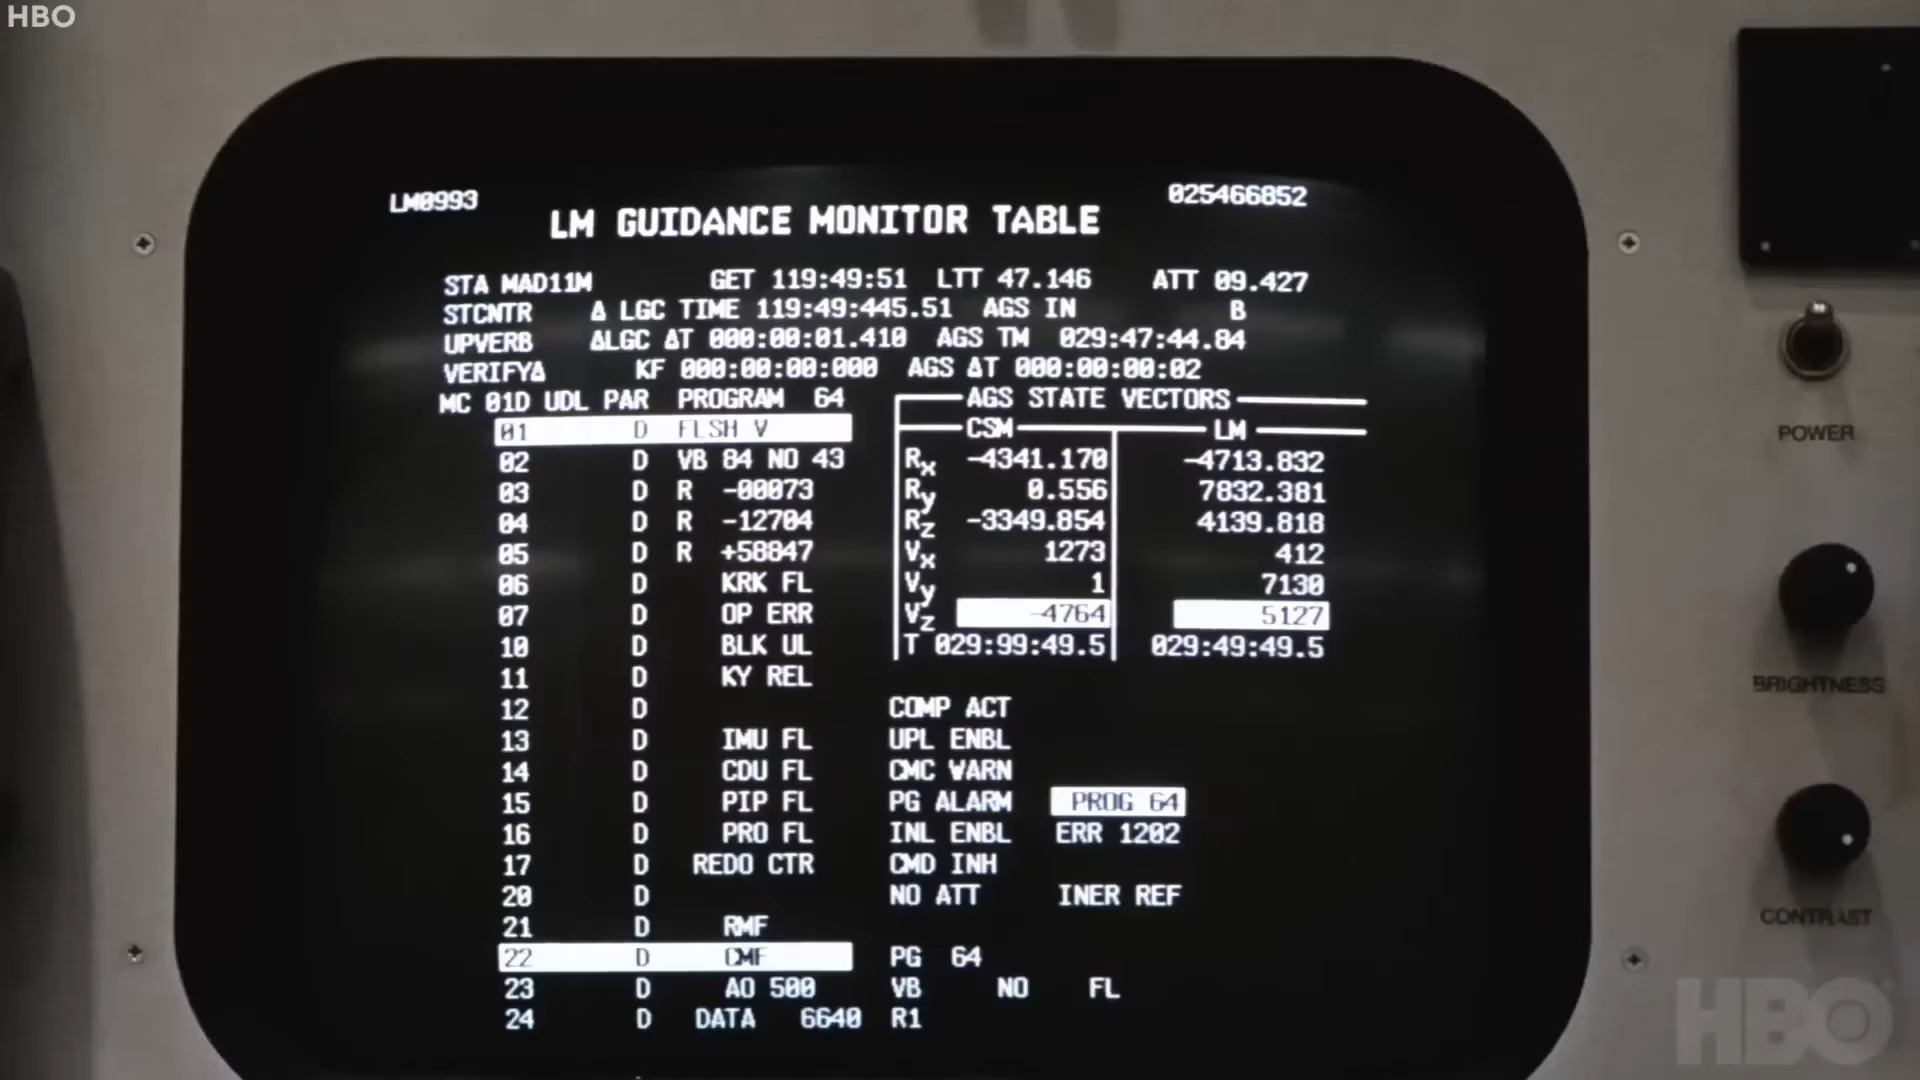 HBO
LM0993 025466852
LM GUIDANCE MONITOR TABLE
STA MAD11M GET 119:49:51 LTT 47.146 ATT 09.427
STCNTR Δ LGC TIME 119:49:445.51 AGS IN B
UPVERB ΔLGC ΔT 000:00:01.410 AGS TM 029:47:44.84
VERIFYΔ KF 000:00:00:000 AGS ΔT 000:00:00:02
MC 01D UDL PAR PROGRAM 64 AGS STATE VECTORS
01 D FLSH V CSM LM
02 D VB 84 NO 43 Rx -4341.170 -4713.832
03 D R -00073 Ry 0.556 7832.381
04 D R -12704 Rz -3349.854 4139.818
05 D R +58847 Vx 1273 412
06 D KRK FL Vy 1 7130
07 D OP ERR Vz -4764 5127
10 D BLK UL T 029:99:49.5 029:49:49.5
11 D KY REL
12 D COMP ACT
13 D IMU FL UPL ENBL
14 D CDU FL CMC WARN
15 D PIP FL PG ALARM PROG 64
16 D PRO FL INL ENBL ERR 1202
17 D REDO CTR CMD INH
20 D NO ATT INER REF
21 D RMF
22 D CMF PG 64
23 D AO 500 VB NO FL
24 D DATA 6640 R1
POWER
BRIGHTNESS
CONTRAST
HBO